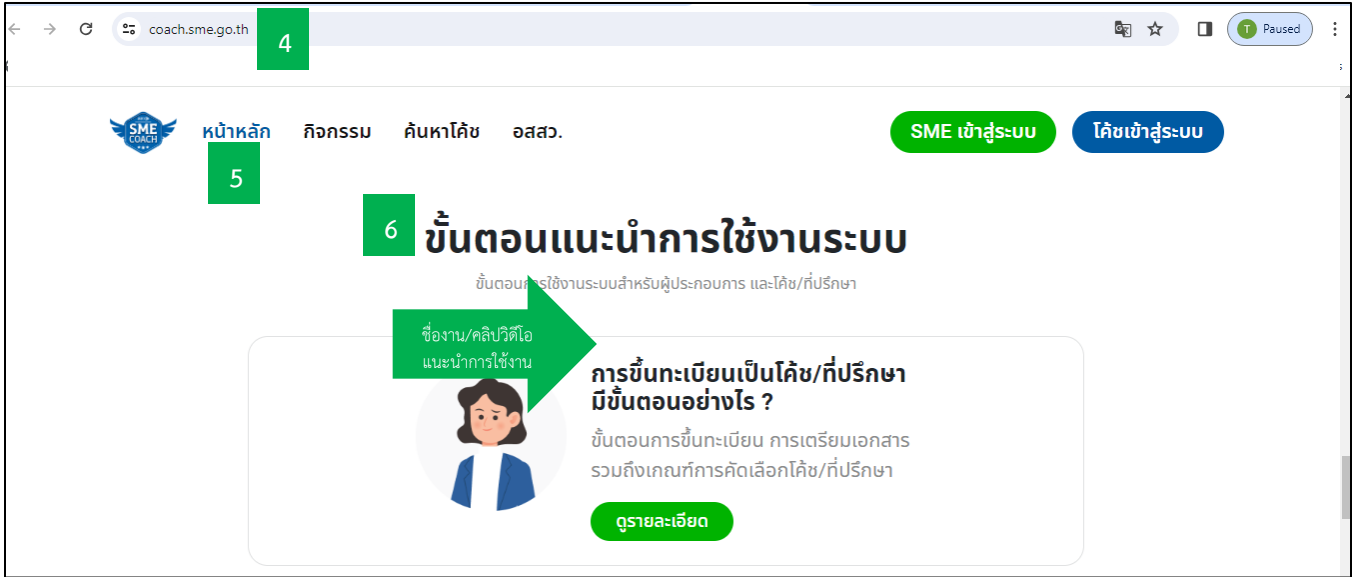 coach.sme.go.th
4
T
Paused
SME
COACH
หน้าหลัก
กิจกรรม
ค้นหาโค้ช
อสสว.
SME เข้าสู่ระบบ
โค้ชเข้าสู่ระบบ
5
6
ขั้นตอนแนะนำการใช้งานระบบ
ขั้นตอนการใช้งานระบบสำหรับผู้ประกอบการ และโค้ช/ที่ปรึกษา
ชื่องาน/คลิปวิดีโอ
แนะนำการใช้งาน
การขึ้นทะเบียนเป็นโค้ช/ที่ปรึกษา
มีขั้นตอนอย่างไร ?
ขั้นตอนการขึ้นทะเบียน การเตรียมเอกสาร
รวมถึงเกณฑ์การคัดเลือกโค้ช/ที่ปรึกษา
ดูรายละเอียด